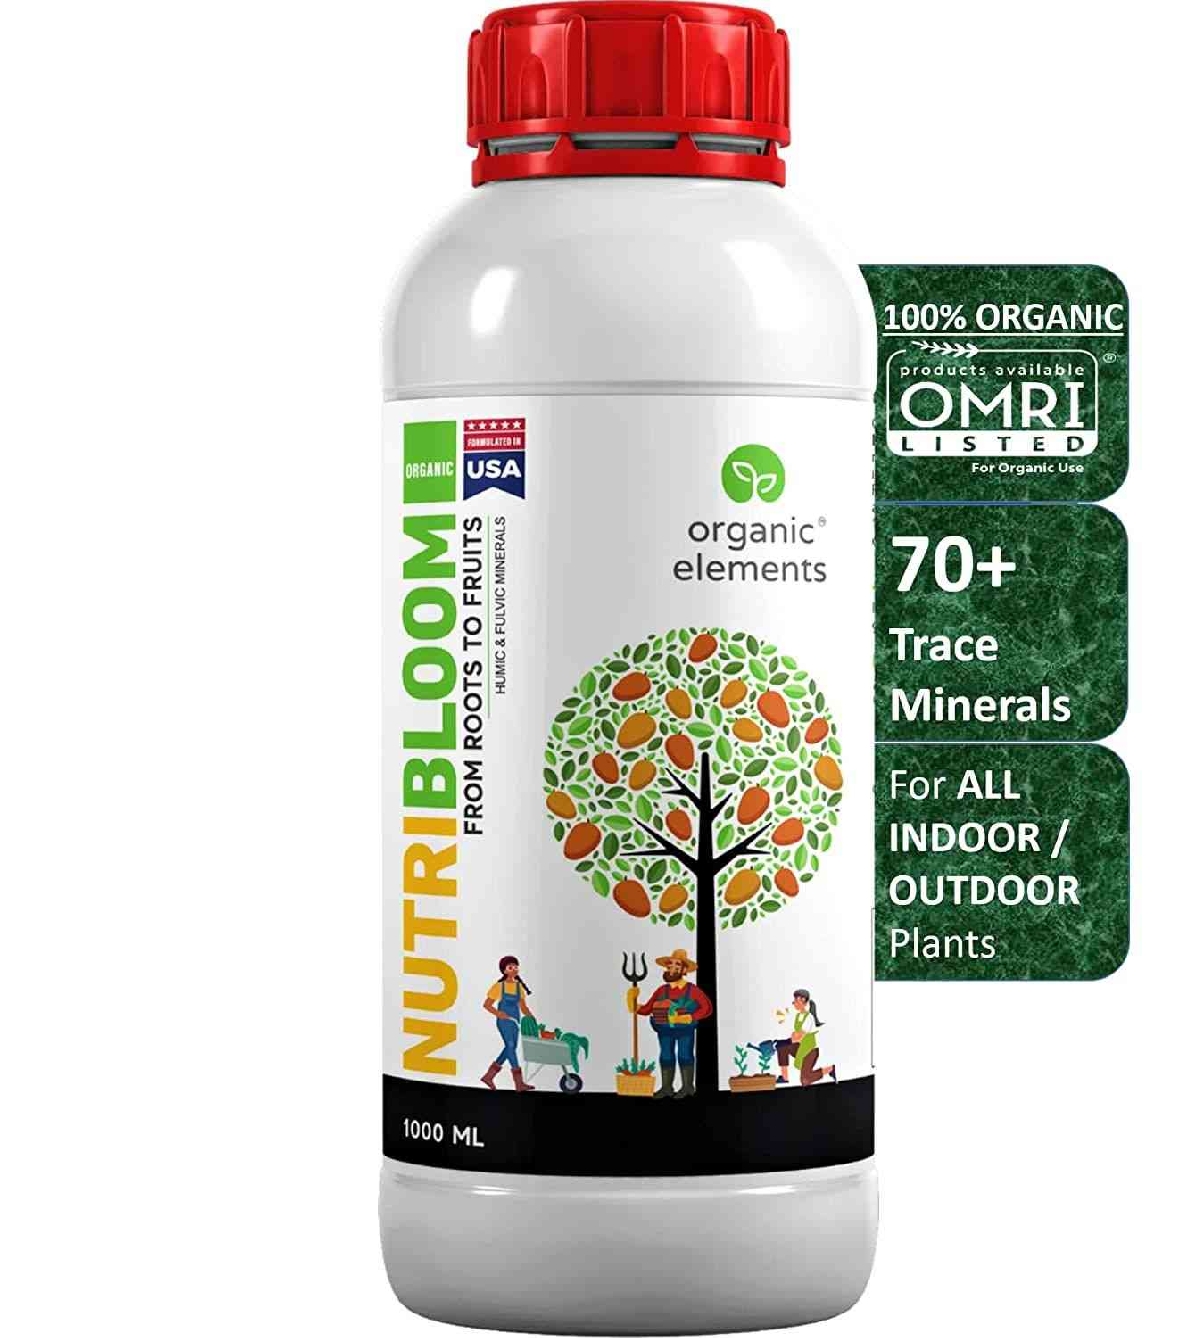 ORGANIC
NUTRIBLOOM
FORMULATED IN
USA
FROM ROOTS TO FRUITS
HUMIC & FULVIC MINERALS
organic®
elements
1000 ML
100% ORGANIC
products available ®
OMRI
LISTED
For Organic Use
70+
Trace
Minerals
For ALL
INDOOR /
OUTDOOR
Plants